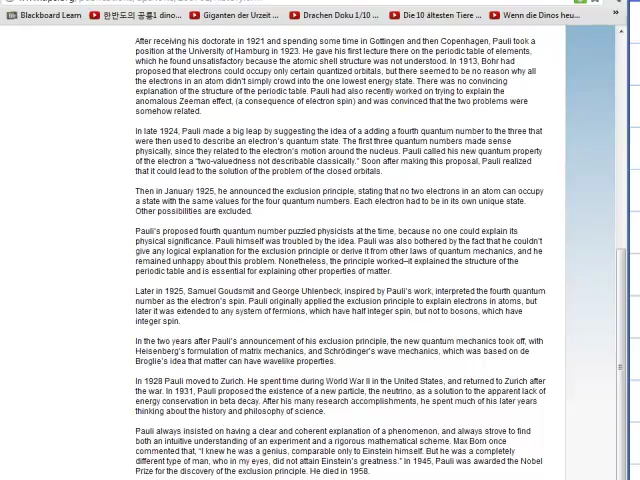 Blackboard Learn 한반도의 공룡1 dino... Giganten der Urzeit ... Drachen Doku 1/10 ... Die 10 ältesten Tiere ... Wenn die Dinos heu... »
After receiving his doctorate in 1921 and spending some time in Gottingen and then Copenhagen, Pauli took a
position at the University of Hamburg in 1923. He gave his first lecture there on the periodic table of elements,
which he found unsatisfactory because the atomic shell structure was not understood. In 1913, Bohr had
proposed that electrons could occupy only certain quantized orbitals, but there seemed to be no reason why all
the electrons in an atom didn't simply crowd into the one lowest energy state. There was no convincing
explanation of the structure of the periodic table. Pauli had also recently worked on trying to explain the
anomalous Zeeman effect, (a consequence of electron spin) and was convinced that the two problems were
somehow related.
In late 1924, Pauli made a big leap by suggesting the idea of a adding a fourth quantum number to the three that
were then used to describe an electron's quantum state. The first three quantum numbers made sense
physically, since they related to the electron's motion around the nucleus. Pauli called his new quantum property
of the electron a "two-valuedness not describable classically." Soon after making this proposal, Pauli realized
that it could lead to the solution of the problem of the closed orbitals.
Then in January 1925, he announced the exclusion principle, stating that no two electrons in an atom can occupy
a state with the same values for the four quantum numbers. Each electron had to be in its own unique state.
Other possibilities are excluded.
Pauli's proposed fourth quantum number puzzled physicists at the time, because no one could explain its
physical significance. Pauli himself was troubled by the idea. Pauli was also bothered by the fact that he couldn't
give any logical explanation for the exclusion principle or derive it from other laws of quantum mechanics, and he
remained unhappy about this problem. Nonetheless, the principle worked–it explained the structure of the
periodic table and is essential for explaining other properties of matter.
Later in 1925, Samuel Goudsmit and George Uhlenbeck, inspired by Pauli's work, interpreted the fourth quantum
number as the electron's spin. Pauli originally applied the exclusion principle to explain electrons in atoms, but
later it was extended to any system of fermions, which have half integer spin, but not to bosons, which have
integer spin.
In the two years after Pauli's announcement of his exclusion principle, the new quantum mechanics took off, with
Heisenberg's formulation of matrix mechanics, and Schrödinger's wave mechanics, which was based on de
Broglie's idea that matter can have wavelike properties.
In 1928 Pauli moved to Zurich. He spent time during World War II in the United States, and returned to Zurich after
the war. In 1931, Pauli proposed the existence of a new particle, the neutrino, as a solution to the apparent lack of
energy conservation in beta decay. After his many research accomplishments, he spent much of his later years
thinking about the history and philosophy of science.
Pauli always insisted on having a clear and coherent explanation of a phenomenon, and always strove to find
both an intuitive understanding of an experiment and a rigorous mathematical scheme. Max Born once
commented that, "I knew he was a genius, comparable only to Einstein himself. But he was a completely
different type of man, who in my eyes, did not attain Einstein's greatness." In 1945, Pauli was awarded the Nobel
Prize for the discovery of the exclusion principle. He died in 1958.